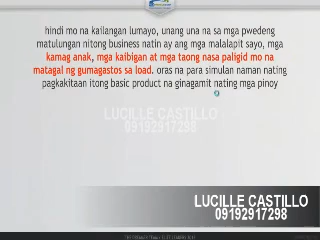 hindi mo na kailangan lumayo, unang una na sa mga pwedeng
matulungan nitong business natin ay ang mga malalapit sayo, mga
kamag anak, mga kaibigan at mga taong nasa paligid mo na
matagal ng gumagastos sa load. oras na para simulan naman nating
pagkakitaan itong basic product na ginagamit nating mga pinoy
LUCILLE CASTILLO
09192917298
LUCILLE CASTILLO
09192917298